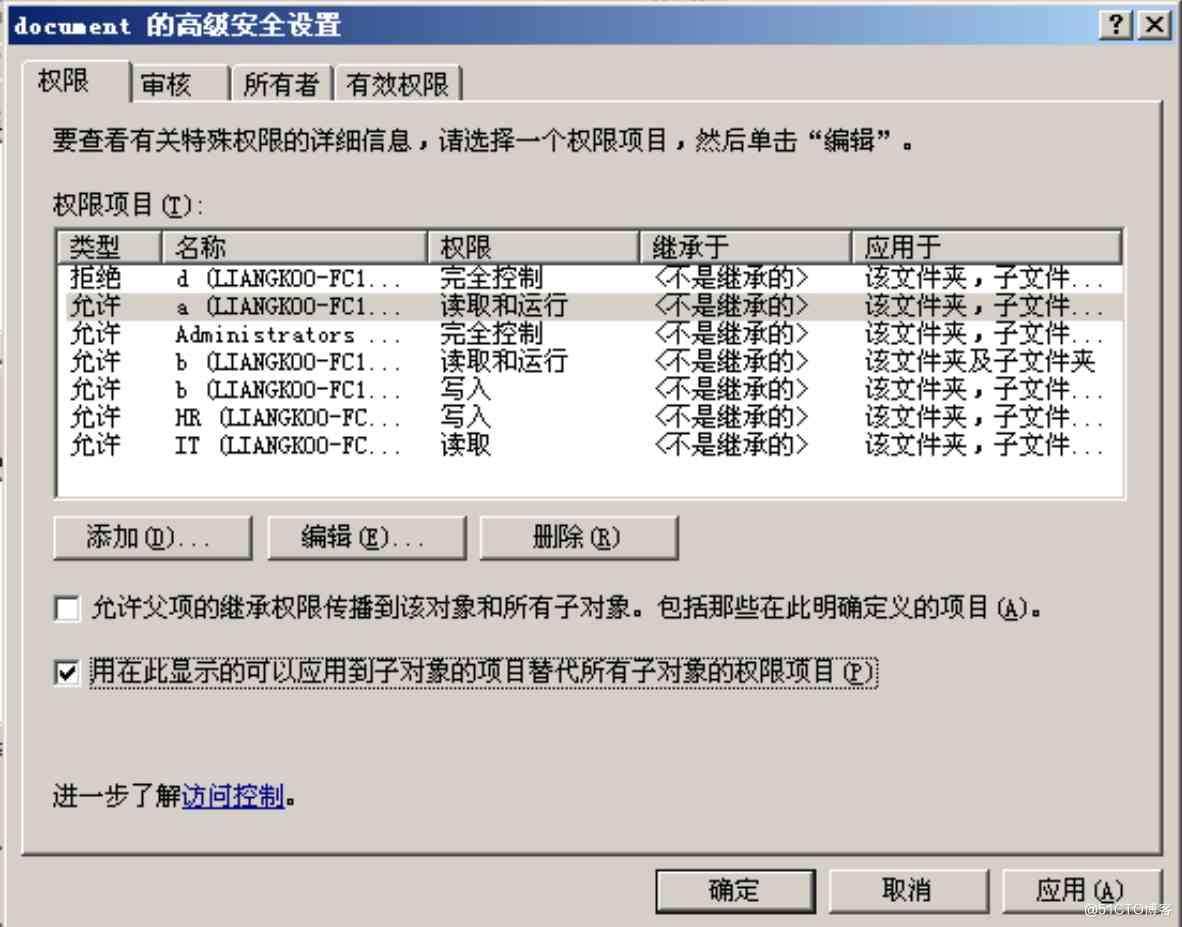 document 的高级安全设置
权限 审核 所有者 有效权限
要查看有关特殊权限的详细信息，请选择一个权限项目，然后单击“编辑”。
权限项目(T):
类型 名称 权限 继承于 应用于
拒绝 d (LIANGKOO-FC1... 完全控制 <不是继承的> 该文件夹，子文件...
允许 a (LIANGKOO-FC1... 读取和运行 <不是继承的> 该文件夹，子文件...
允许 Administrators ... 完全控制 <不是继承的> 该文件夹，子文件...
允许 b (LIANGKOO-FC1... 读取和运行 <不是继承的> 该文件夹及子文件夹
允许 b (LIANGKOO-FC1... 写入 <不是继承的> 该文件夹，子文件...
允许 HR (LIANGKOO-FC... 写入 <不是继承的> 该文件夹，子文件...
允许 IT (LIANGKOO-FC... 读取 <不是继承的> 该文件夹，子文件...
添加(D)... 编辑(E)... 删除(R)
允许父项的继承权限传播到该对象和所有子对象。包括那些在此明确定义的项目(A)。
用在此显示的可以应用到子对象的项目替代所有子对象的权限项目(P)
进一步了解访问控制。
确定 取消 应用(A)
@51CTO博客